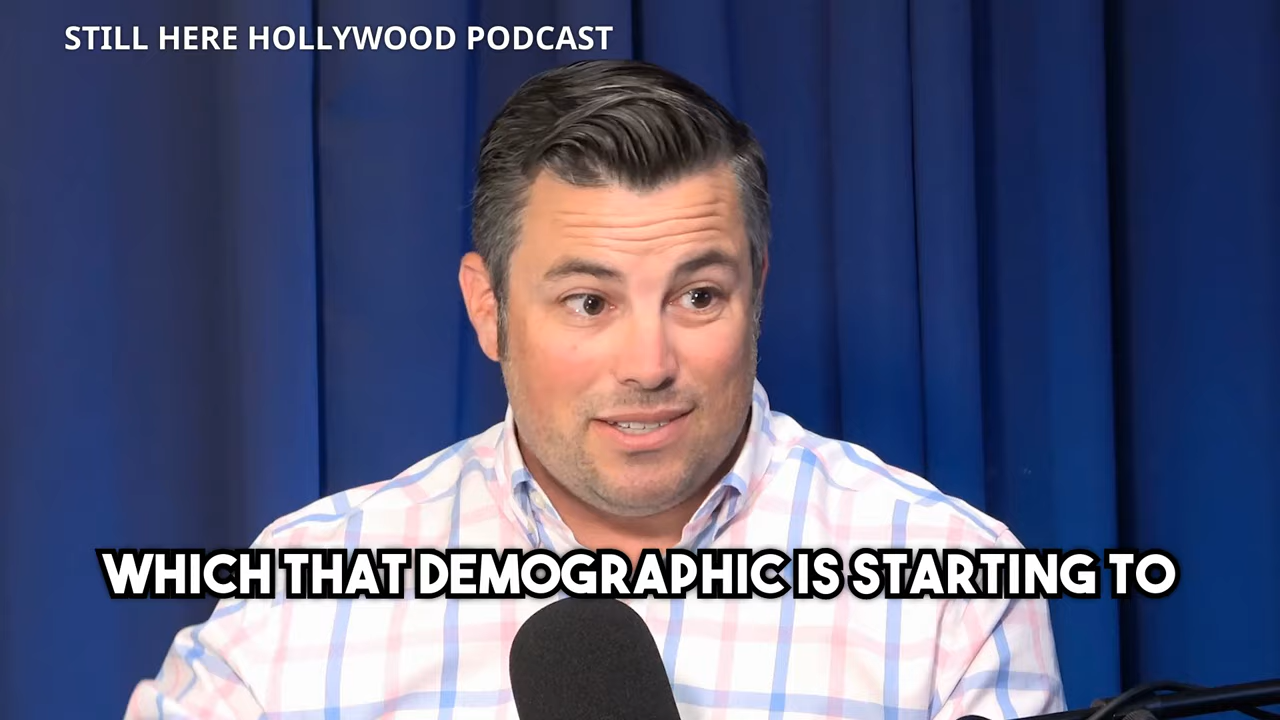 STILL HERE HOLLYWOOD PODCAST
WHICH THAT DEMOGRAPHIC IS STARTING TO